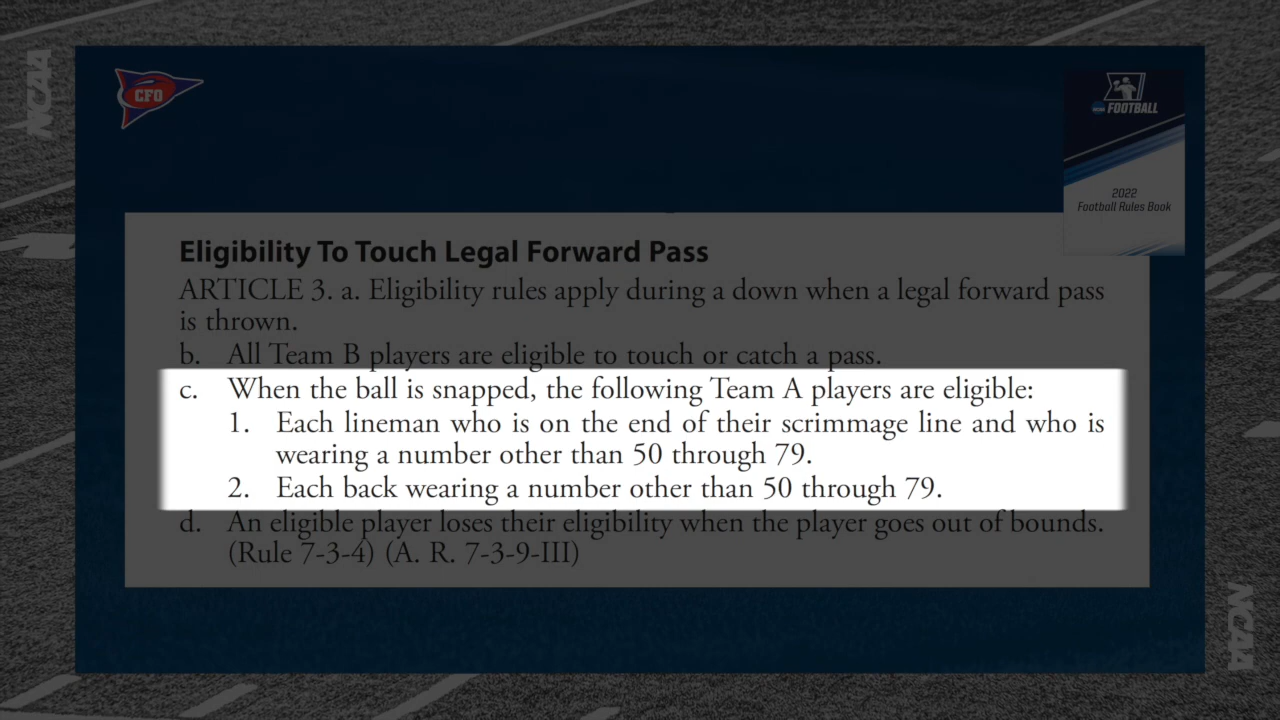 NCAA
CFO
NCAA FOOTBALL
2022
Football Rules Book
Eligibility To Touch Legal Forward Pass
ARTICLE 3. a. Eligibility rules apply during a down when a legal forward pass
is thrown.
b. All Team B players are eligible to touch or catch a pass.
c. When the ball is snapped, the following Team A players are eligible:
1. Each lineman who is on the end of their scrimmage line and who is
wearing a number other than 50 through 79.
2. Each back wearing a number other than 50 through 79.
d. An eligible player loses their eligibility when the player goes out of bounds.
(Rule 7-3-4) (A. R. 7-3-9-III)
NCAA